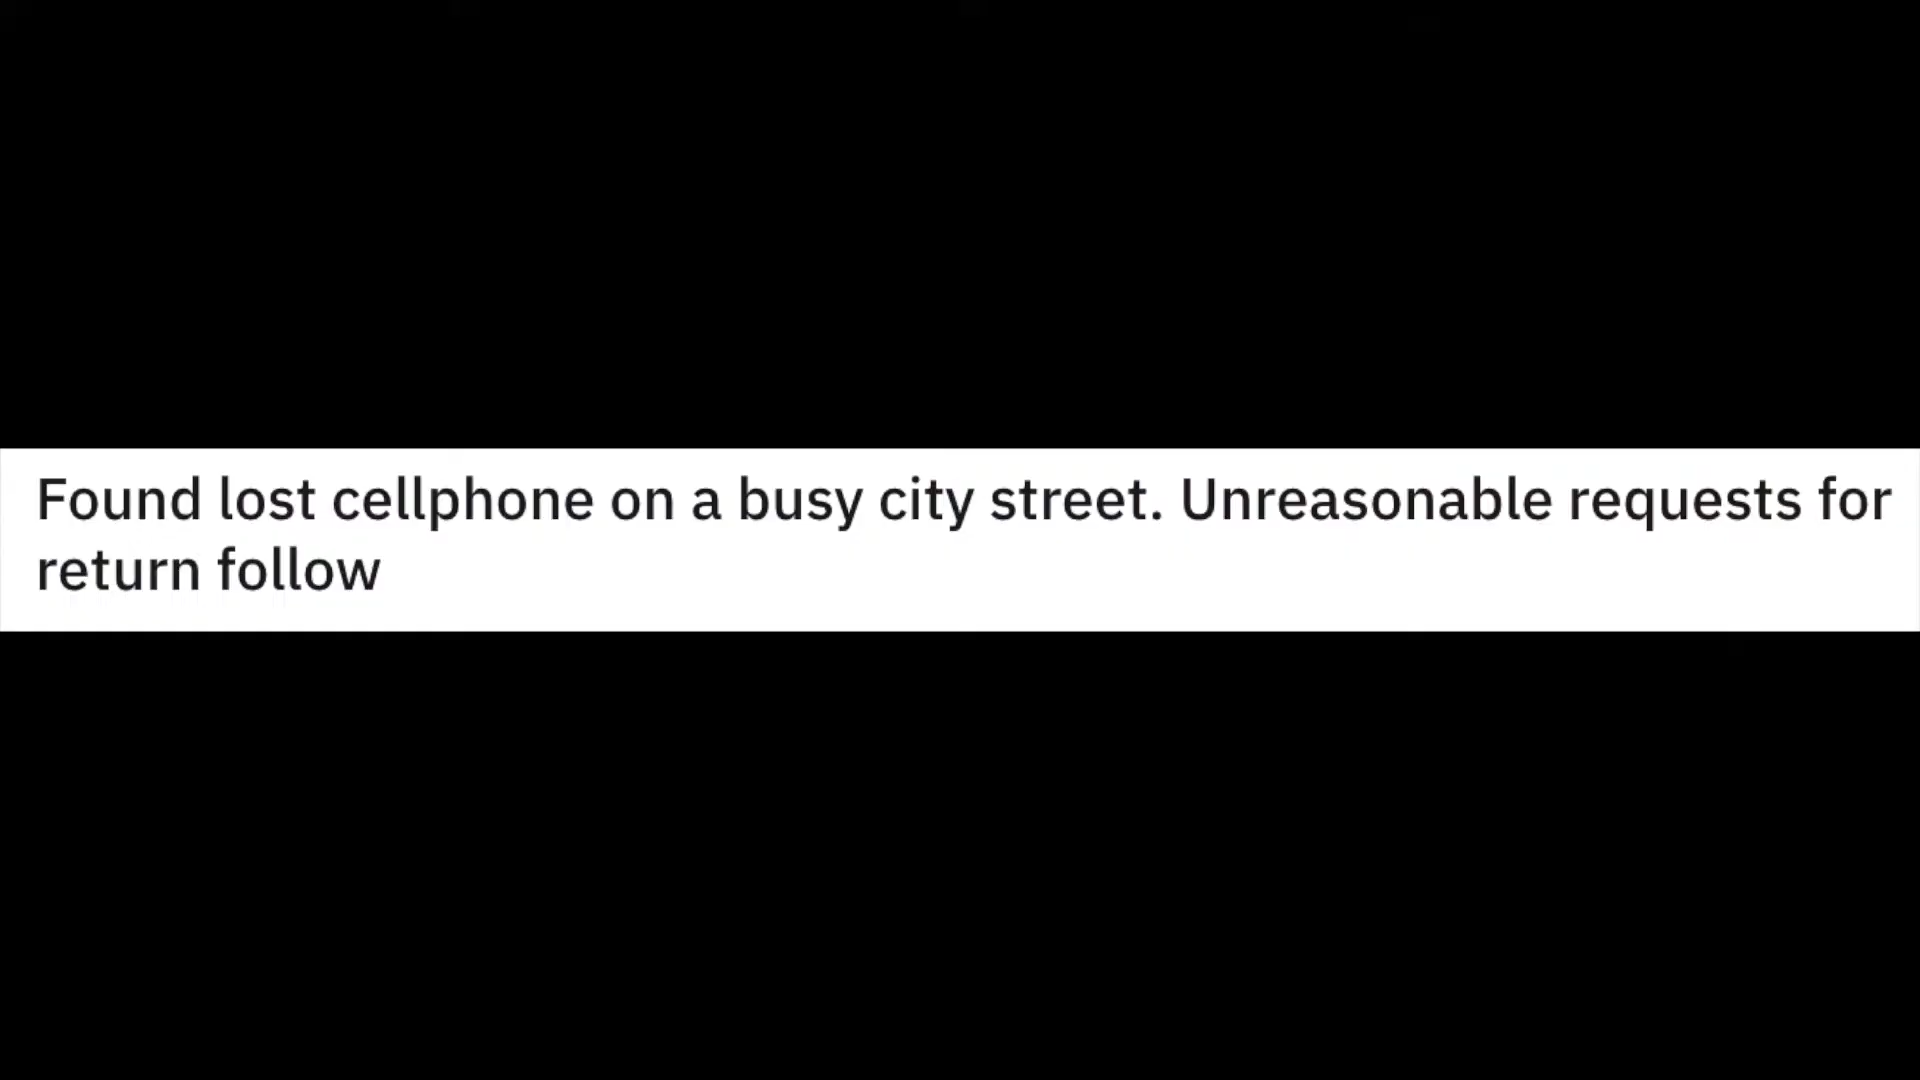 Found lost cellphone on a busy city street. Unreasonable requests for
return follow